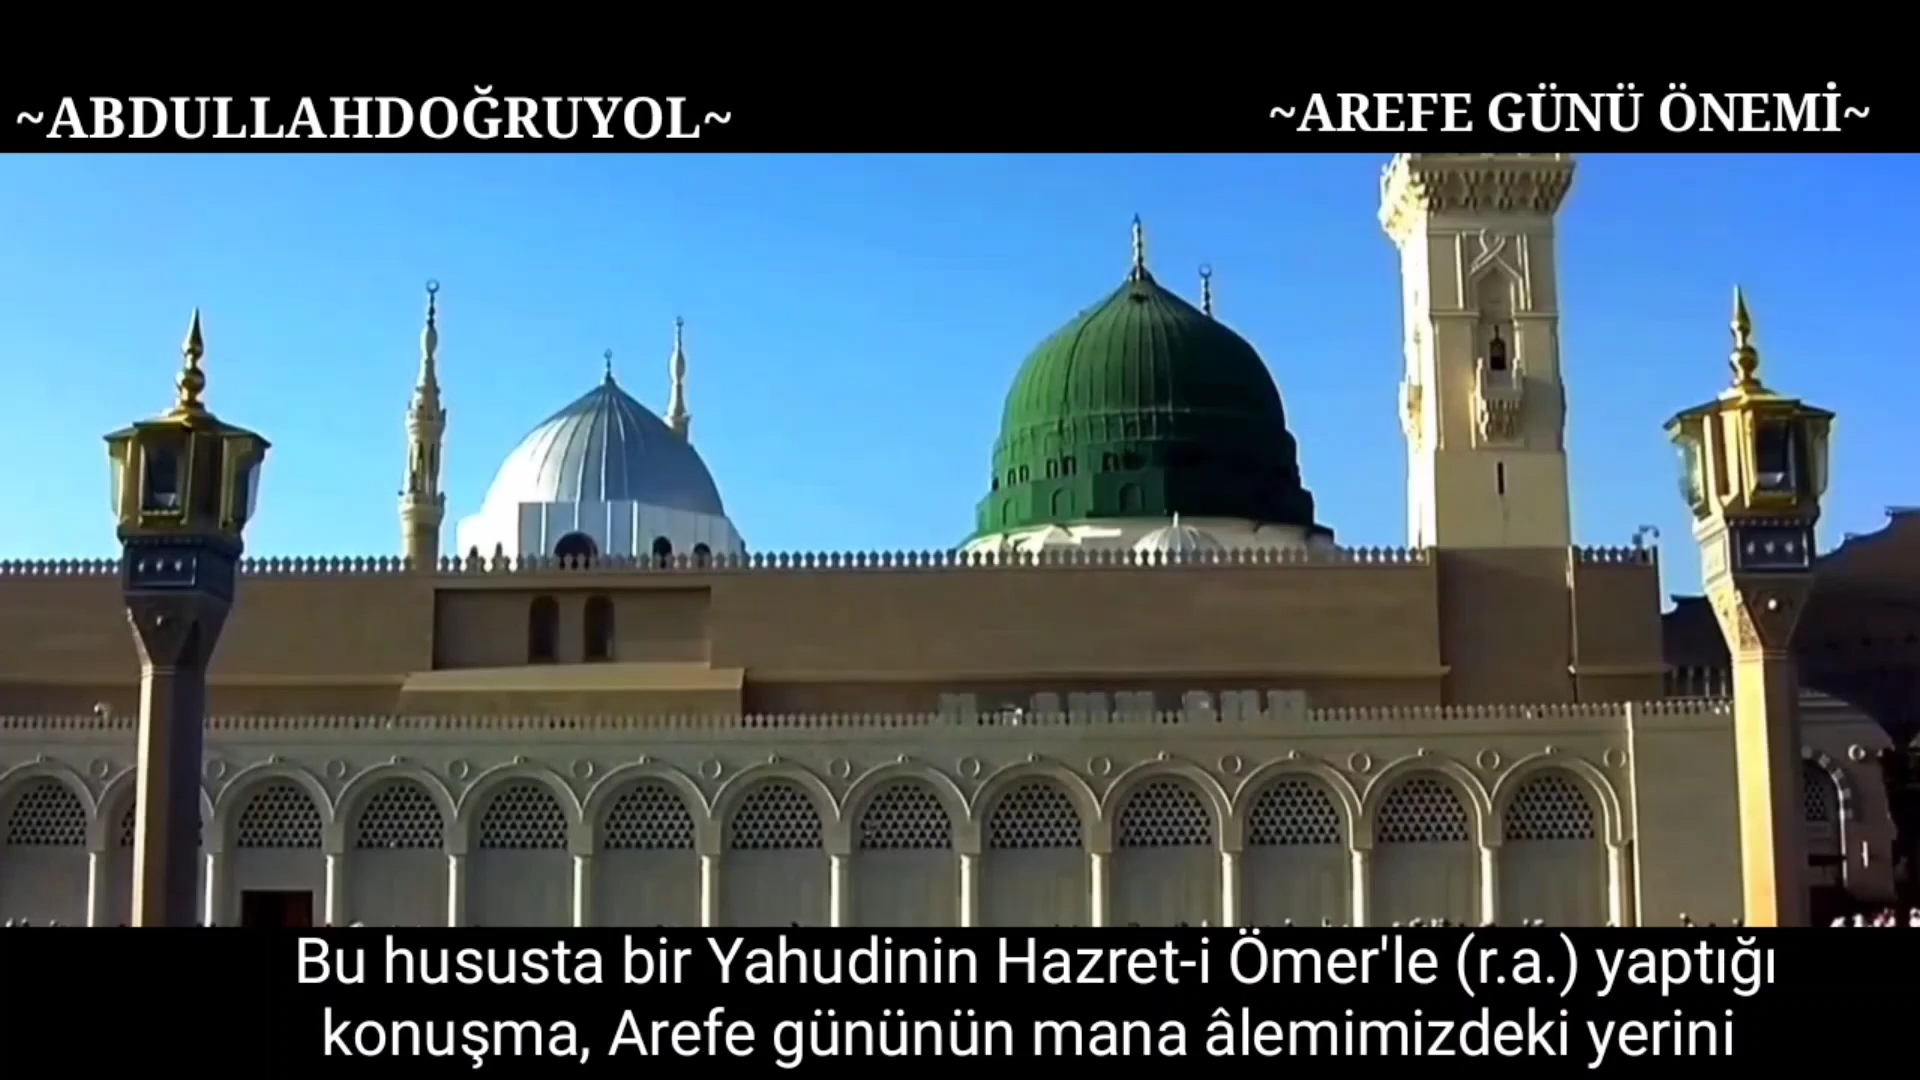 ~ABDULLAHDOĞRUYOL~
~AREFE GÜNÜ ÖNEMİ~
Bu hususta bir Yahudinin Hazret-i Ömer'le (r.a.) yaptığı
konuşma, Arefe gününün mana âlemimizdeki yerini